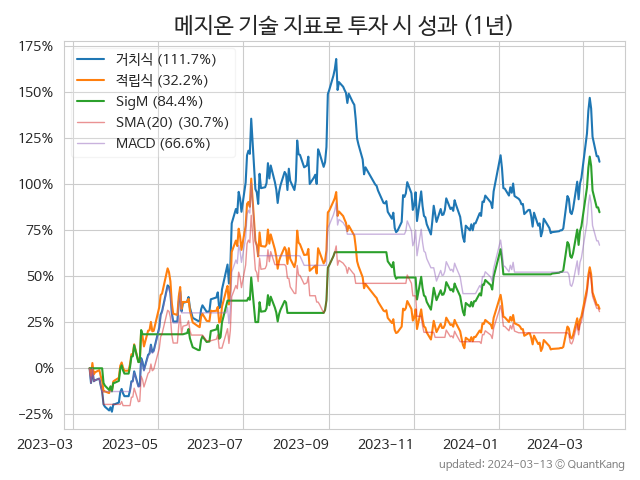 메지온 기술 지표로 투자 시 성과 (1년)
175%
150%
125%
100%
75%
50%
25%
0%
−25%
거치식 (111.7%)
적립식 (32.2%)
SigM (84.4%)
SMA(20) (30.7%)
MACD (66.6%)
2023-03 2023-05 2023-07 2023-09 2023-11 2024-01 2024-03
updated: 2024-03-13 ⓒ QuantKang